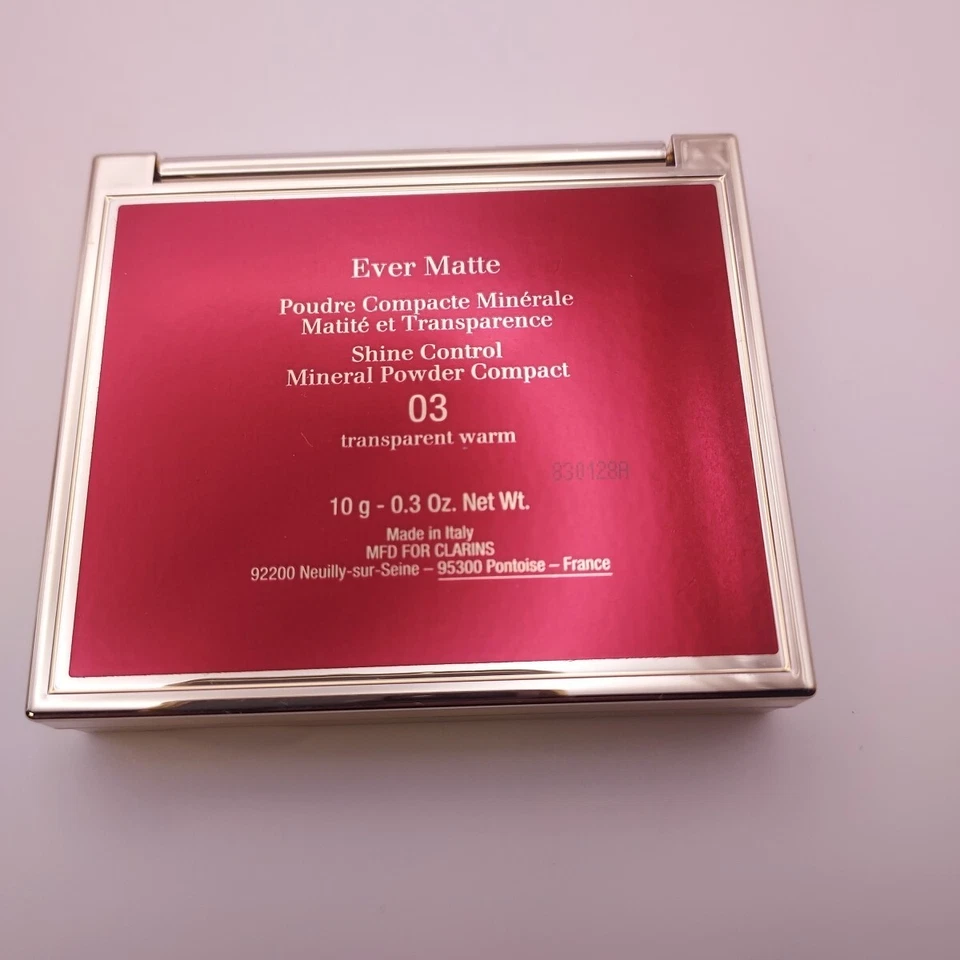 Ever Matte
Poudre Compacte Minérale
Matité et Transparence
Shine Control
Mineral Powder Compact
03
transparent warm
830128A
10 g - 0.3 Oz. Net Wt.
Made in Italy
MFD FOR CLARINS
92200 Neuilly-sur-Seine – 95300 Pontoise – France